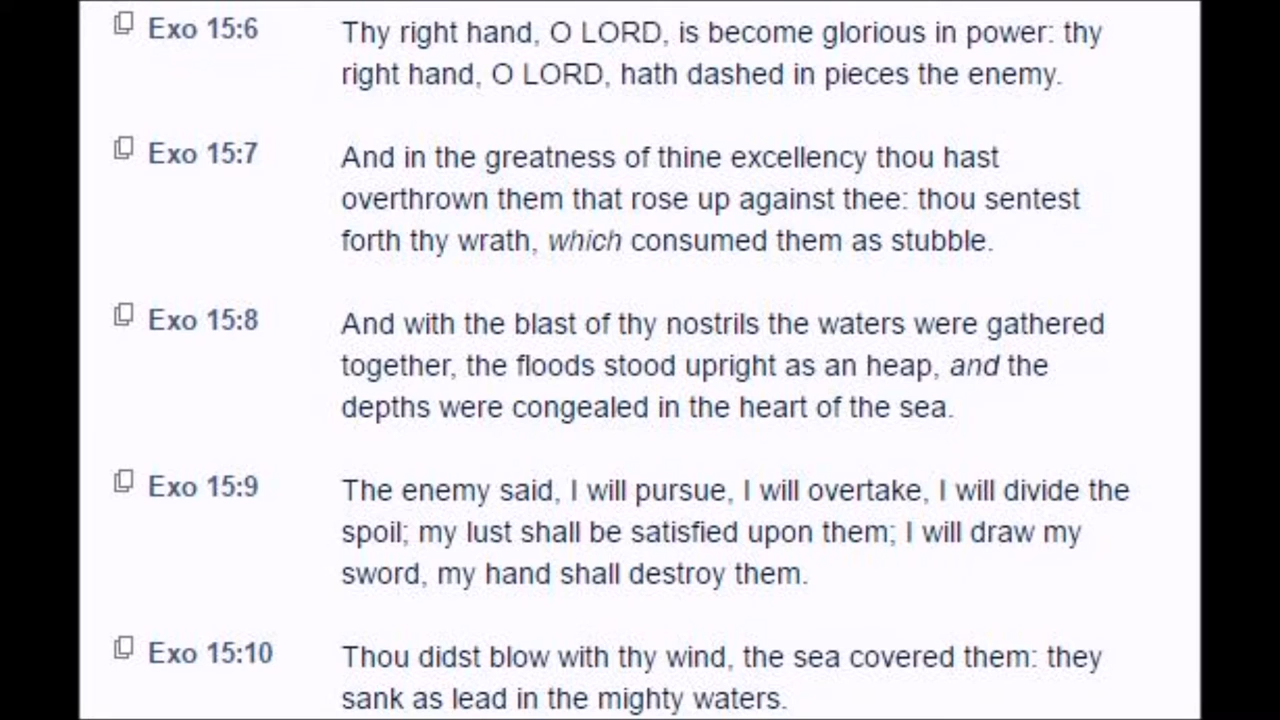 Exo 15:6 Thy right hand, O LORD, is become glorious in power: thy
right hand, O LORD, hath dashed in pieces the enemy.
Exo 15:7 And in the greatness of thine excellency thou hast
overthrown them that rose up against thee: thou sentest
forth thy wrath, which consumed them as stubble.
Exo 15:8 And with the blast of thy nostrils the waters were gathered
together, the floods stood upright as an heap, and the
depths were congealed in the heart of the sea.
Exo 15:9 The enemy said, I will pursue, I will overtake, I will divide the
spoil; my lust shall be satisfied upon them; I will draw my
sword, my hand shall destroy them.
Exo 15:10 Thou didst blow with thy wind, the sea covered them: they
sank as lead in the mighty waters.